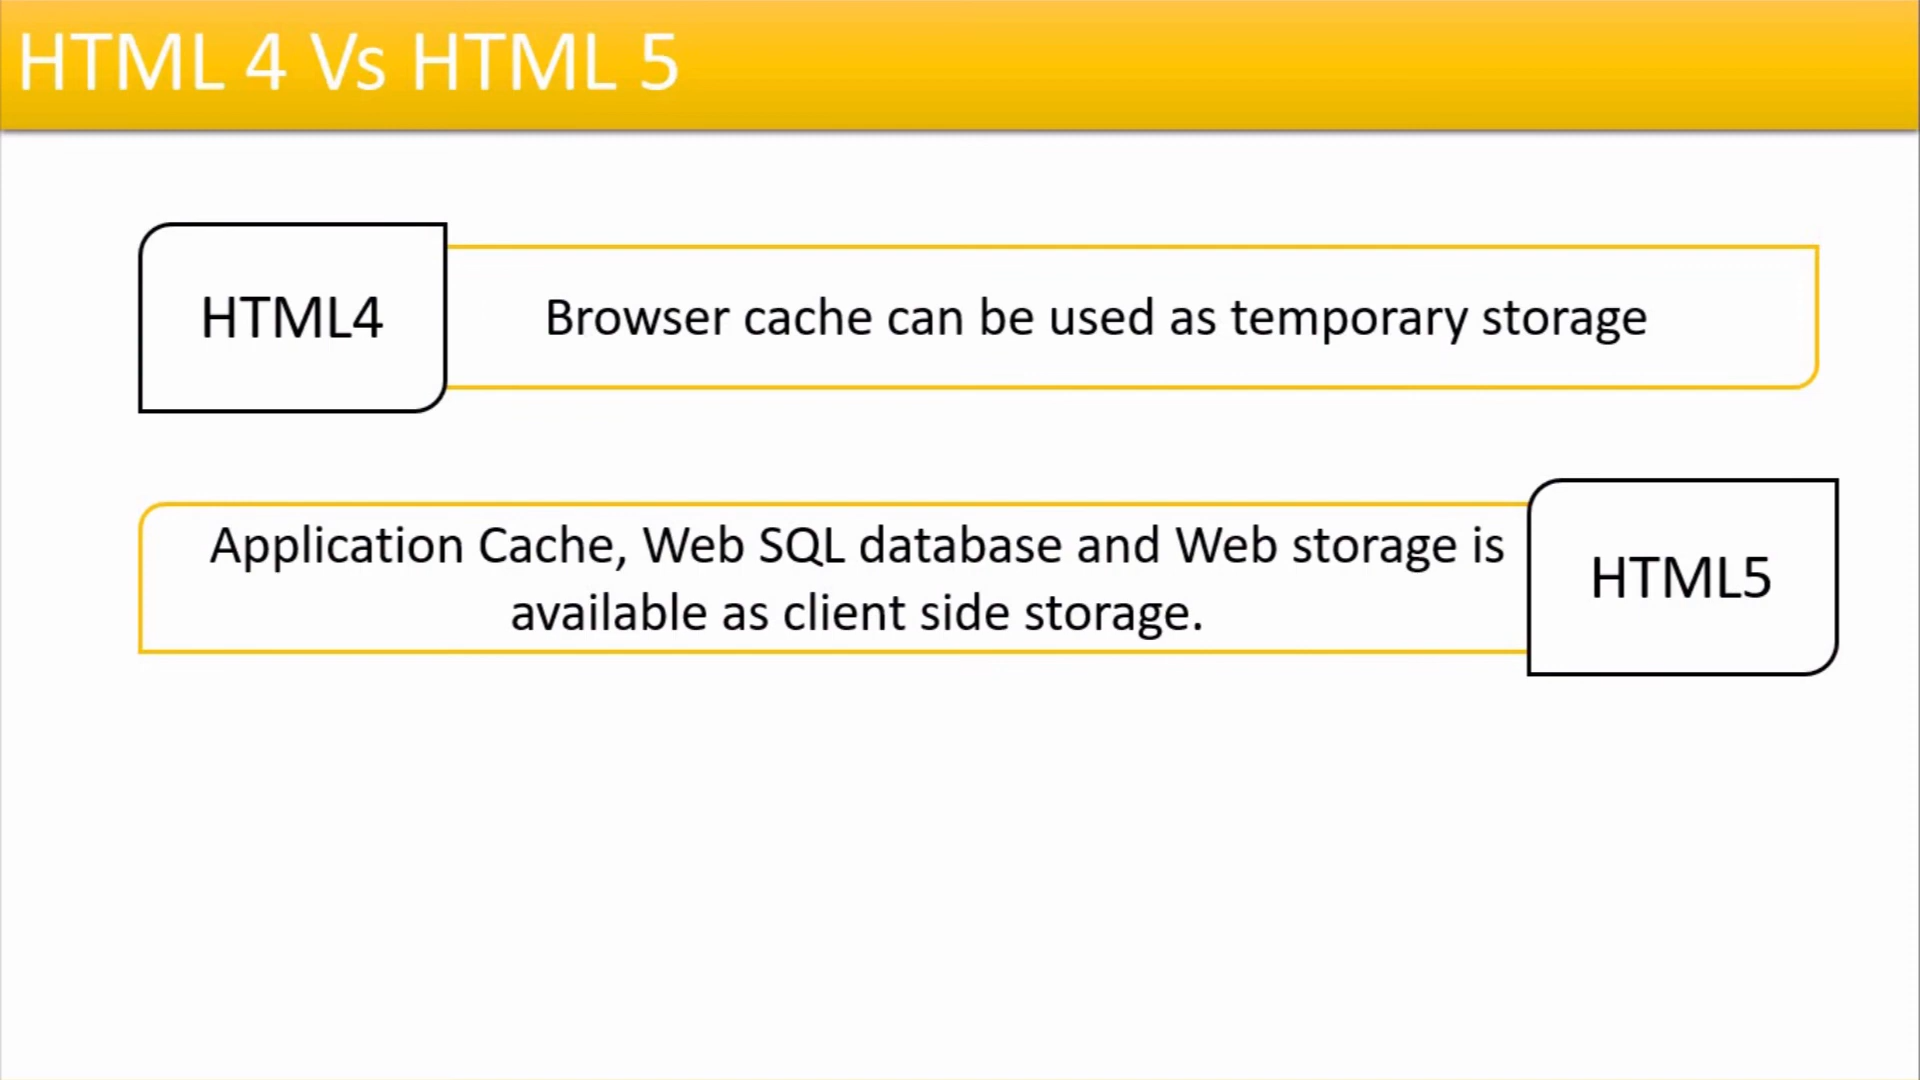 HTML 4 Vs HTML 5
HTML4
Browser cache can be used as temporary storage
Application Cache, Web SQL database and Web storage is
available as client side storage.
HTML5